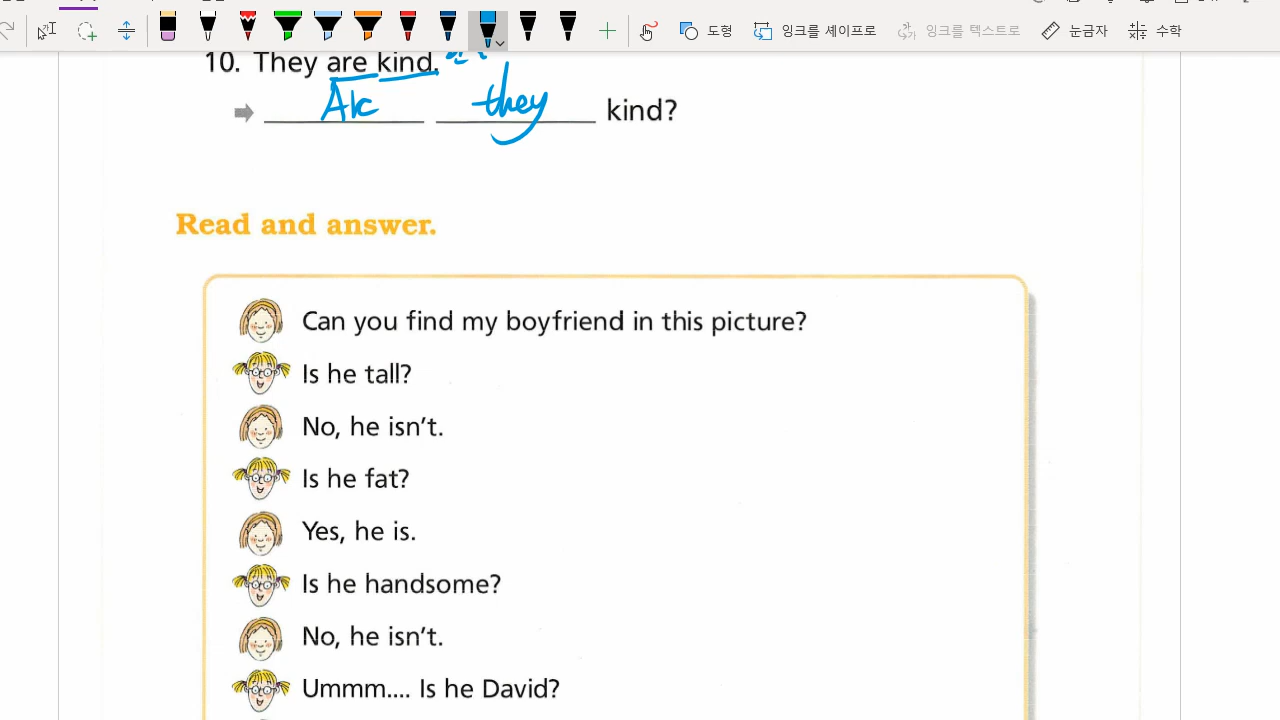 도형 잉크를 셰이프로 잉크를 텍스트로 눈금자 수학
10. They are kind.
Are they kind?
Read and answer.
Can you find my boyfriend in this picture?
Is he tall?
No, he isn't.
Is he fat?
Yes, he is.
Is he handsome?
No, he isn't.
Ummm.... Is he David?